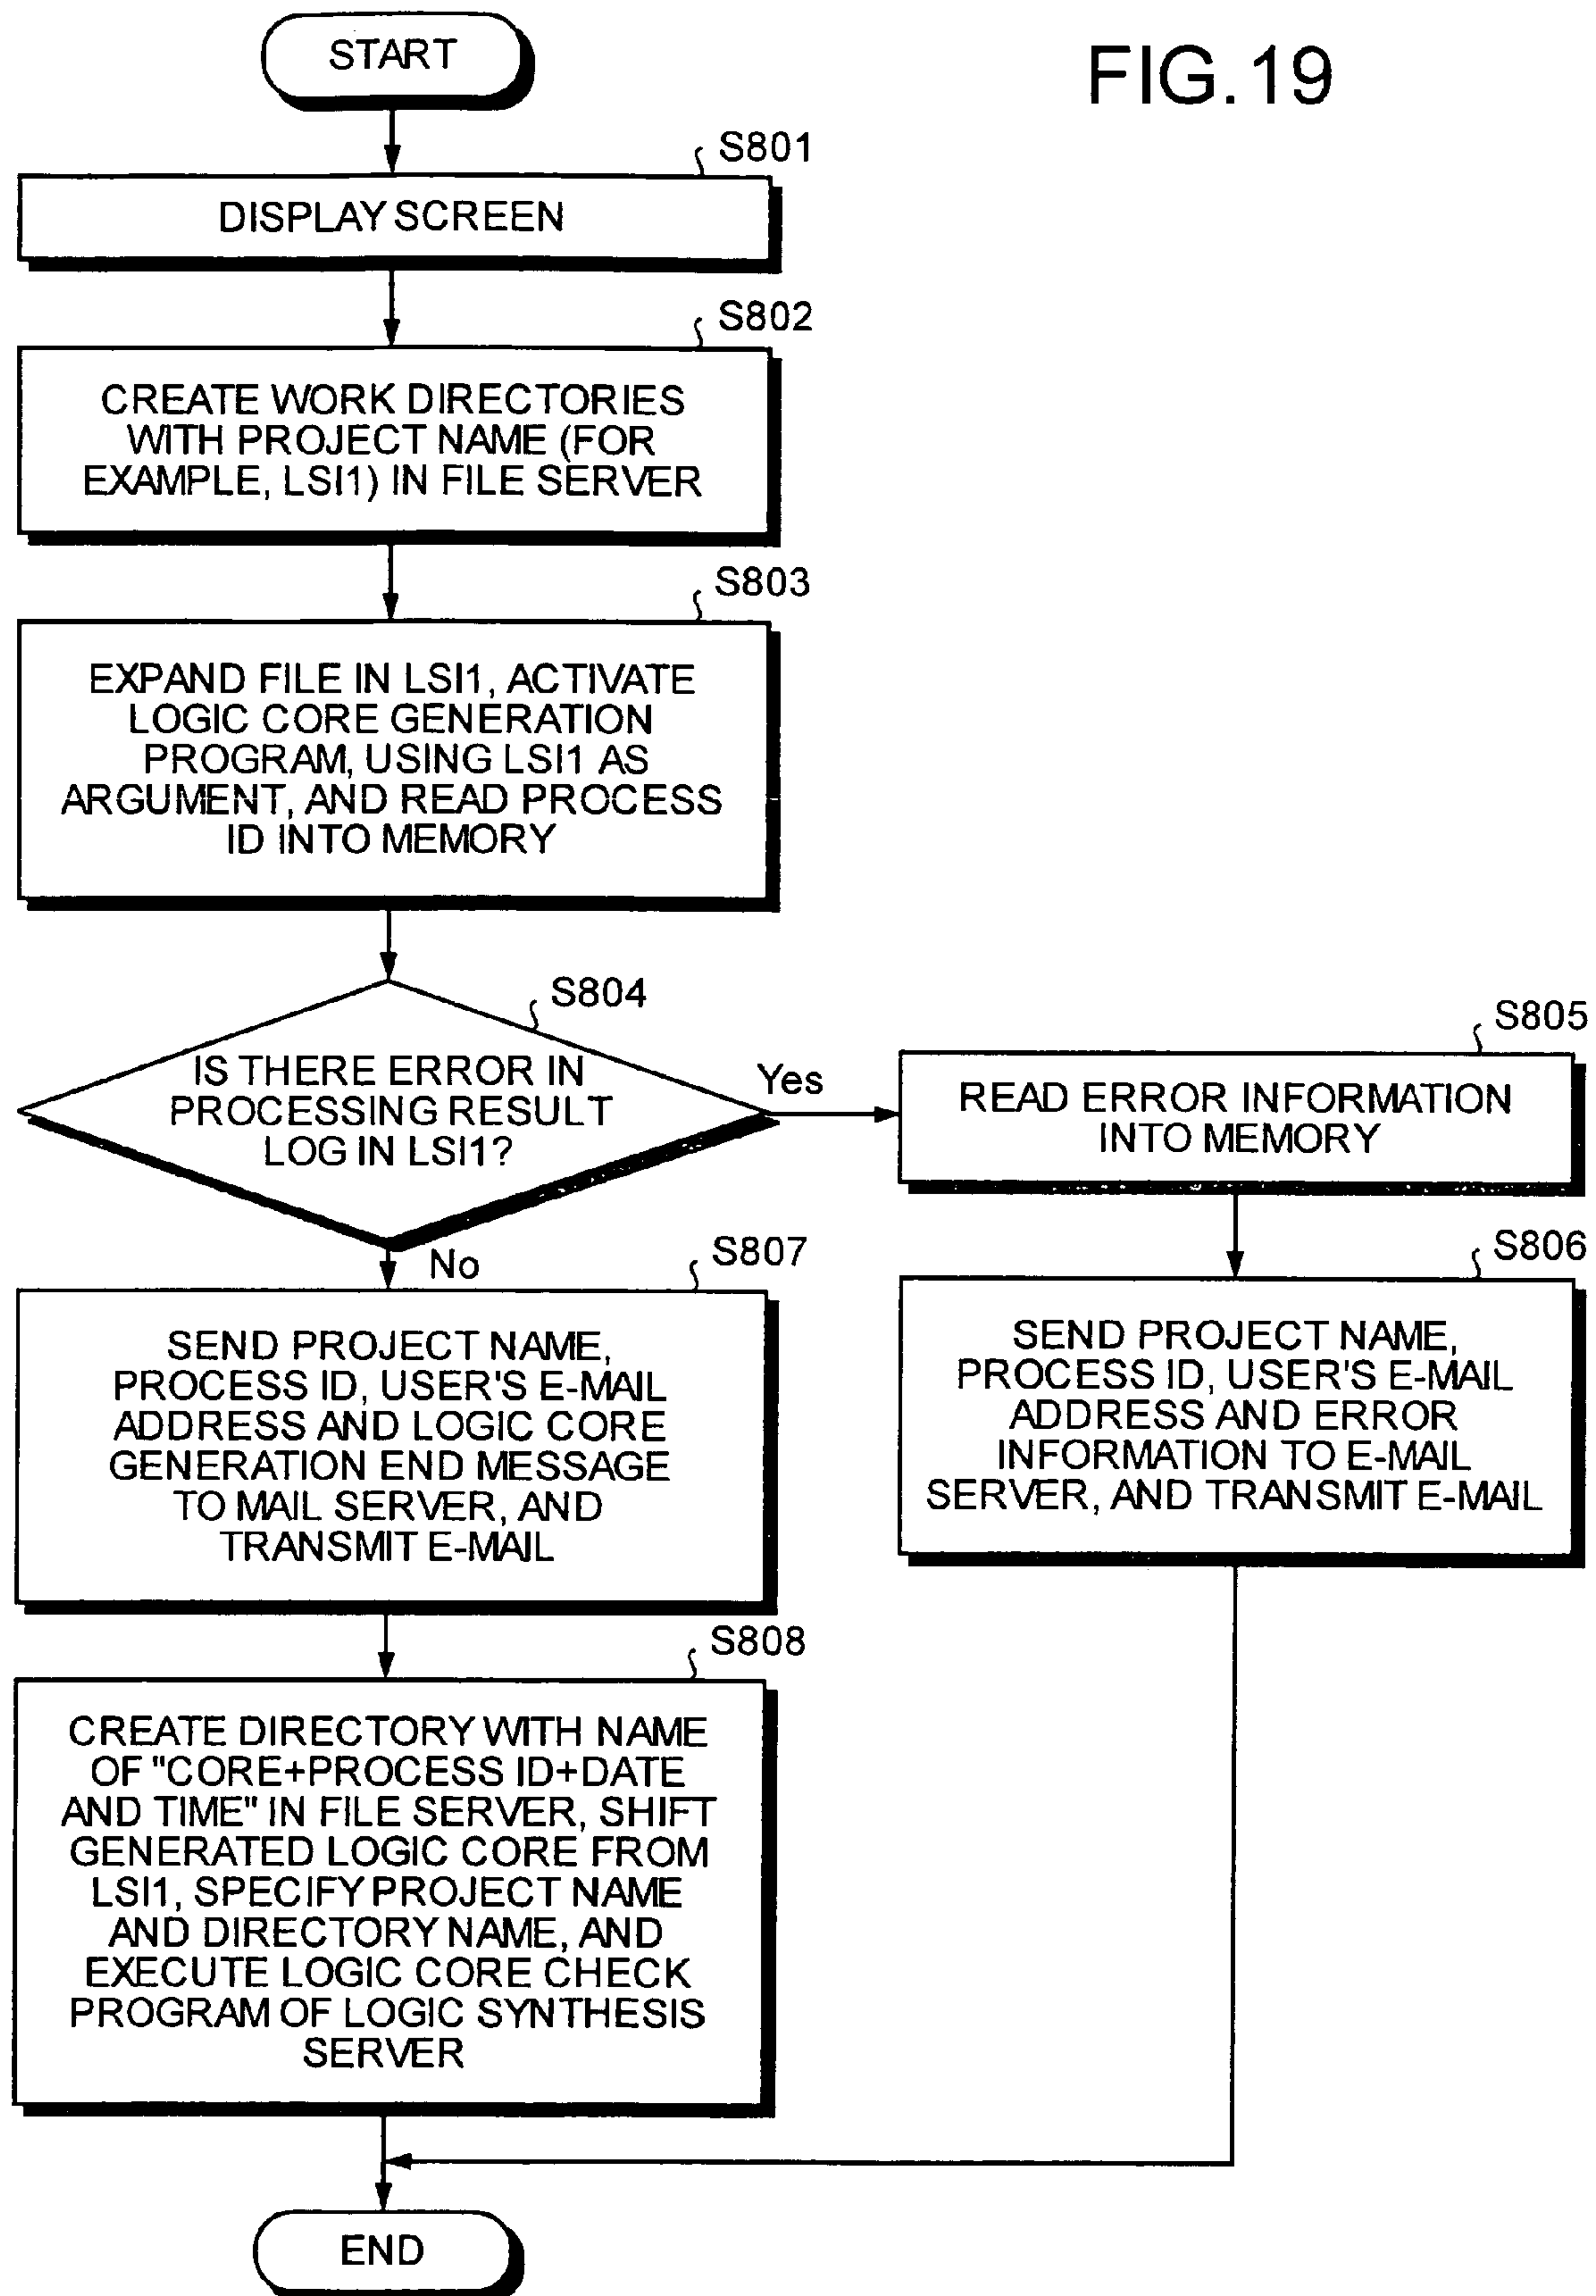 START
FIG.19
S801
DISPLAY SCREEN
S802
CREATE WORK DIRECTORIES
WITH PROJECT NAME (FOR
EXAMPLE, LSI1) IN FILE SERVER
S803
EXPAND FILE IN LSI1, ACTIVATE
LOGIC CORE GENERATION
PROGRAM, USING LSI1 AS
ARGUMENT, AND READ PROCESS
ID INTO MEMORY
S804
IS THERE ERROR IN
PROCESSING RESULT
LOG IN LSI1?
Yes
S805
READ ERROR INFORMATION
INTO MEMORY
S806
SEND PROJECT NAME,
PROCESS ID, USER'S E-MAIL
ADDRESS AND ERROR
INFORMATION TO E-MAIL
SERVER, AND TRANSMIT E-MAIL
No
S807
SEND PROJECT NAME,
PROCESS ID, USER'S E-MAIL
ADDRESS AND LOGIC CORE
GENERATION END MESSAGE
TO MAIL SERVER, AND
TRANSMIT E-MAIL
S808
CREATE DIRECTORY WITH NAME
OF "CORE+PROCESS ID+DATE
AND TIME" IN FILE SERVER, SHIFT
GENERATED LOGIC CORE FROM
LSI1, SPECIFY PROJECT NAME
AND DIRECTORY NAME, AND
EXECUTE LOGIC CORE CHECK
PROGRAM OF LOGIC SYNTHESIS
SERVER
END